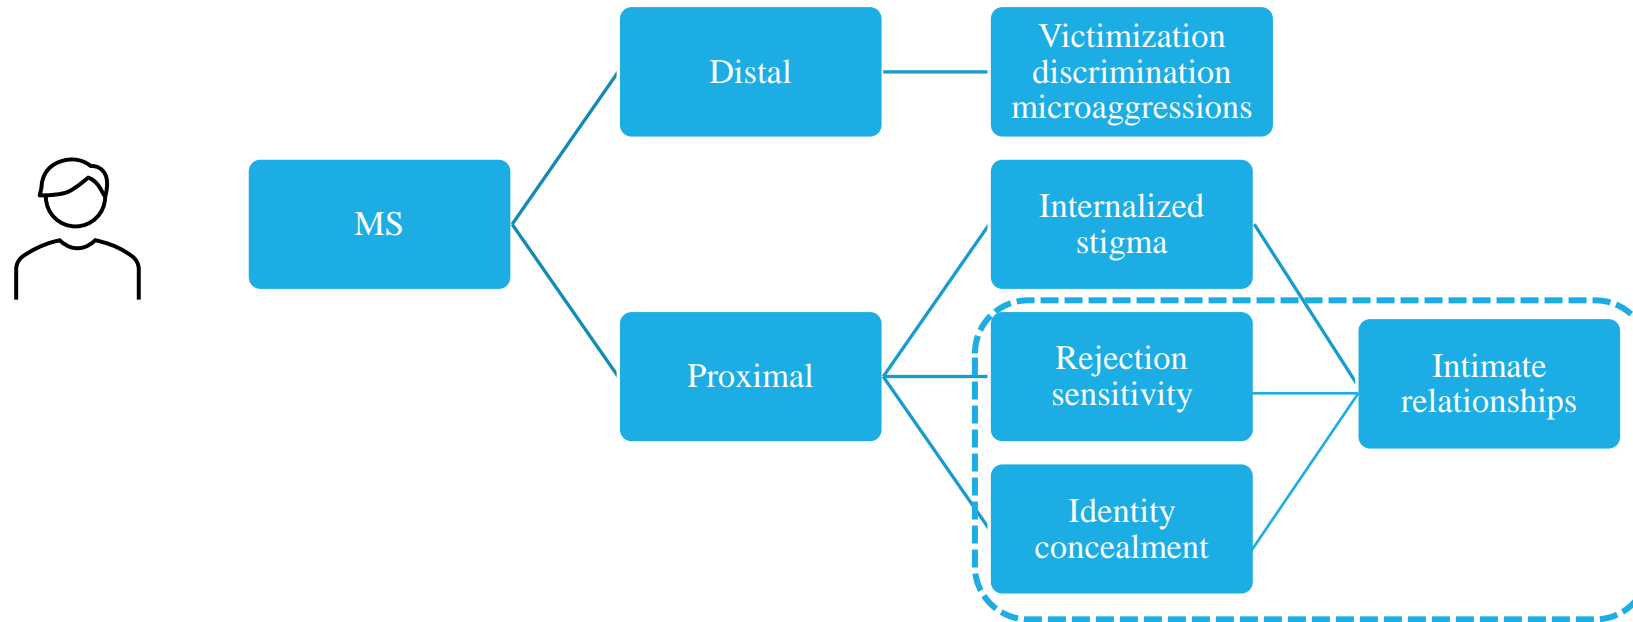 MS
Distal
Victimization
discrimination
microaggressions
Proximal
Internalized
stigma
Rejection
sensitivity
Identity
concealment
Intimate
relationships